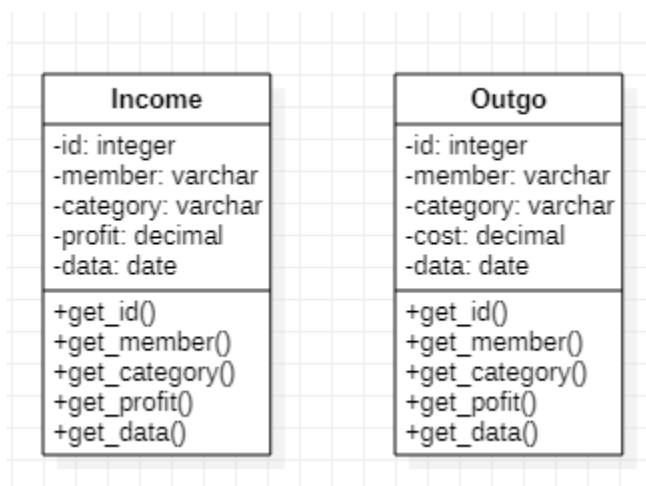 Income
-id: integer
-member: varchar
-category: varchar
-profit: decimal
-data: date
+get_id()
+get_member()
+get_category()
+get_profit()
+get_data()
Outgo
-id: integer
-member: varchar
-category: varchar
-cost: decimal
-data: date
+get_id()
+get_member()
+get_category()
+get_pofit()
+get_data()